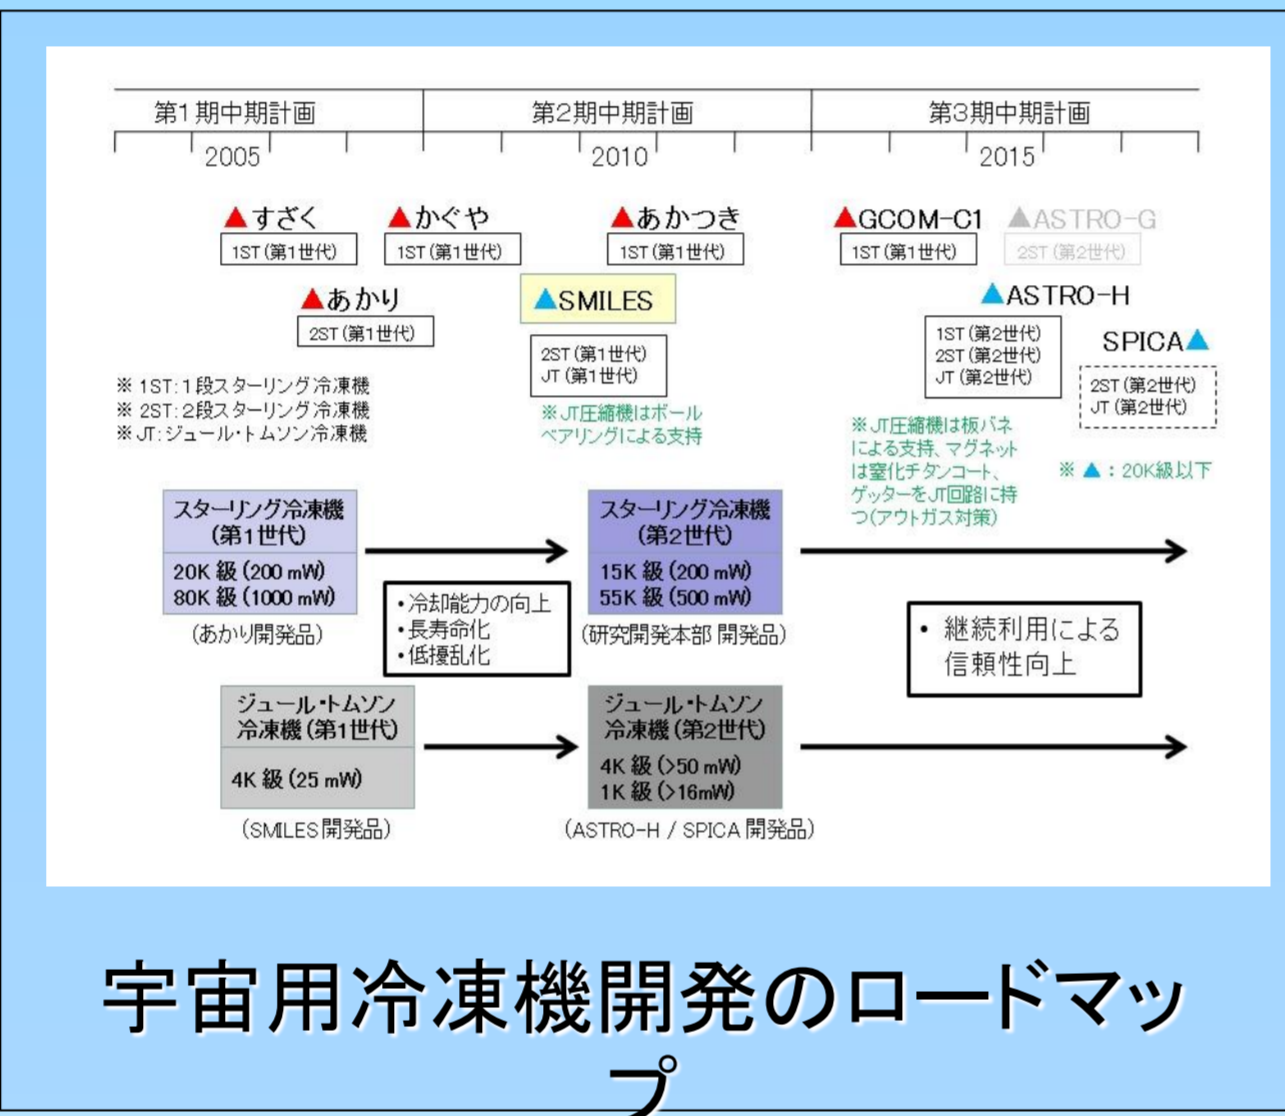 第1期中期計画
第2期中期計画
第3期中期計画
2005
2010
2015
▲すざく
1ST(第1世代)
▲かぐや
1ST(第1世代)
▲あかつき
1ST(第1世代)
▲GCOM-C1
1ST(第1世代)
▲ASTRO-G
2ST(第2世代)
▲あかり
2ST(第1世代)
▲SMILES
2ST(第1世代)
JT(第1世代)
▲ASTRO-H
1ST(第2世代)
2ST(第2世代)
JT(第2世代)
SPICA▲
2ST(第2世代)
JT(第2世代)
※ 1ST:1段スターリング冷凍機
※ 2ST:2段スターリング冷凍機
※ JT:ジュール・トムソン冷凍機
※JT圧縮機はボール
ベアリングによる支持
※JT圧縮機は板バネ
による支持、マグネット
は窒化チタンコート、
ゲッターをJT回路に持
つ(アウトガス対策)
※ ▲:20K級以下
スターリング冷凍機
(第1世代)
20K 級(200 mW)
80K 級(1000 mW)
(あかり開発品)
・冷却能力の向上
・長寿命化
・低擾乱化
スターリング冷凍機
(第2世代)
15K 級(200 mW)
55K 級(500 mW)
(研究開発本部 開発品)
• 継続利用による
信頼性向上
ジュール・トムソン
冷凍機(第1世代)
4K 級(25 mW)
(SMILES開発品)
ジュール・トムソン
冷凍機(第2世代)
4K 級(>50 mW)
1K 級(>16mW)
(ASTRO-H / SPICA 開発品)
宇宙用冷凍機開発のロードマッ
プ